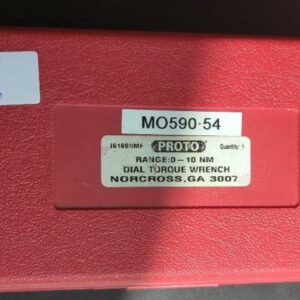 MO590-54
J6169NMF PROTO Quantity: 1
RANGE: 0-10 NM
DIAL TORQUE WRENCH
NORCROSS, GA 3007